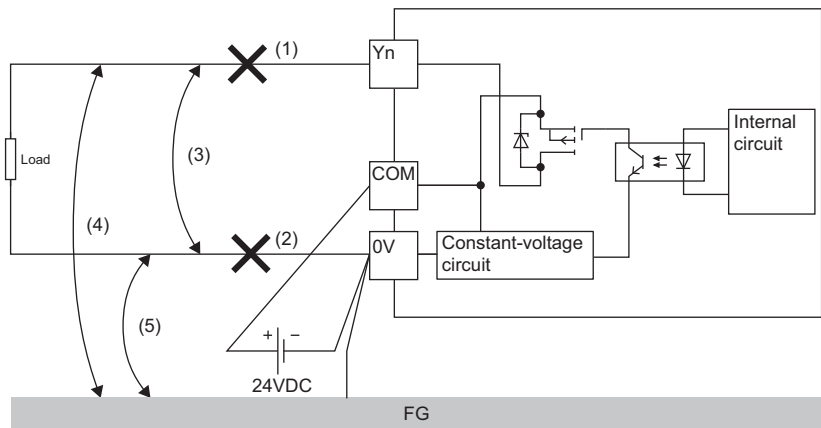 (1)
Yn
Internal
circuit
(3)
Load
COM
(4)
(2)
0V
Constant-voltage
circuit
(5)
+
−
24VDC
FG